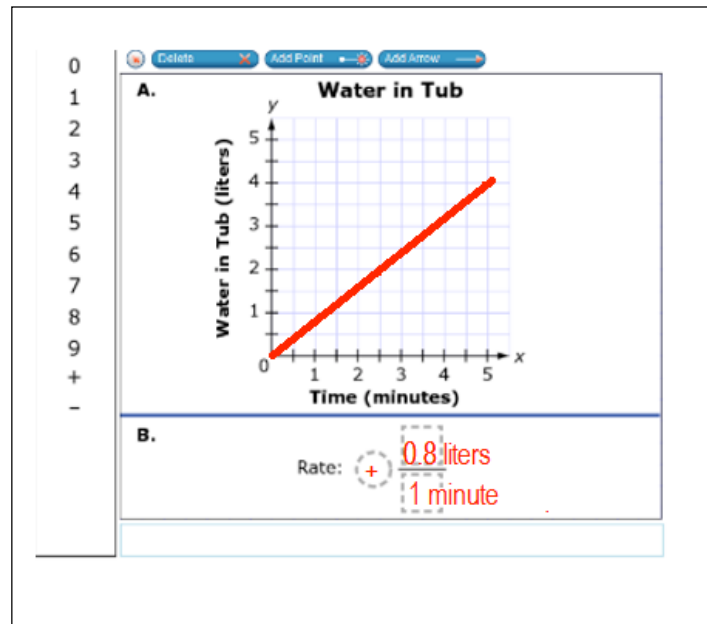 0
1
2
3
4
5
6
7
8
9
+
-
Delete Add Point Add Arrow
A. Water in Tub
y
Water in Tub (liters)
5
4
3
2
1
0 1 2 3 4 5 x
Time (minutes)
B.
Rate: + 0.8 liters
1 minute